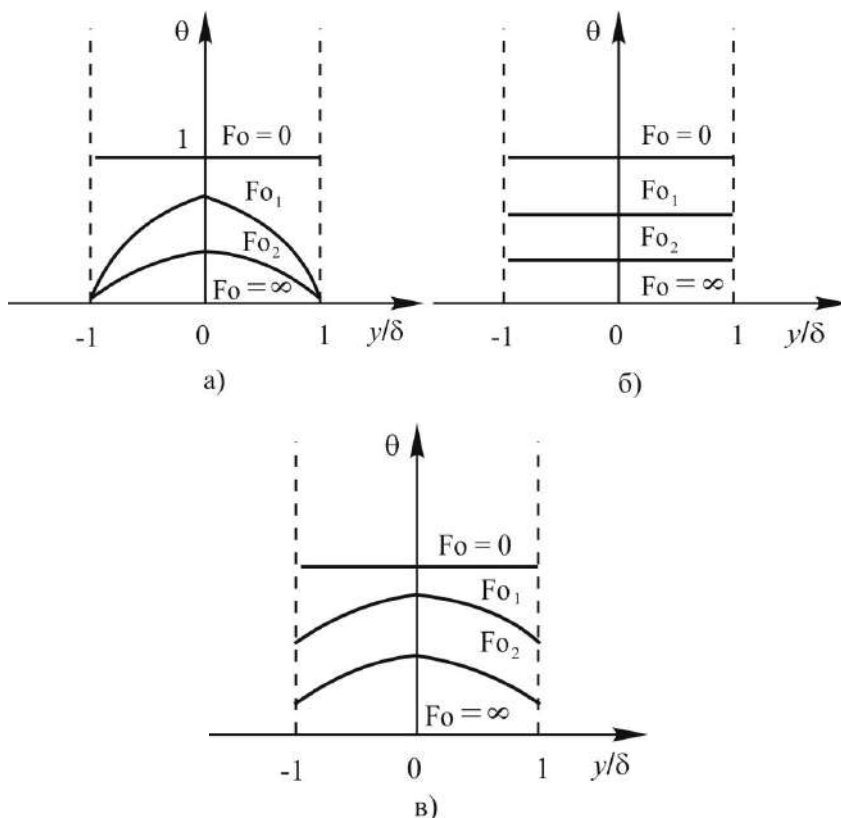 θ
1 Fo = 0
Fo₁
Fo₂
Fo = ∞
-1 0 1 y/δ
а)
θ
Fo = 0
Fo₁
Fo₂
Fo = ∞
-1 0 1 y/δ
б)
θ
Fo = 0
Fo₁
Fo₂
Fo = ∞
-1 0 1 y/δ
в)